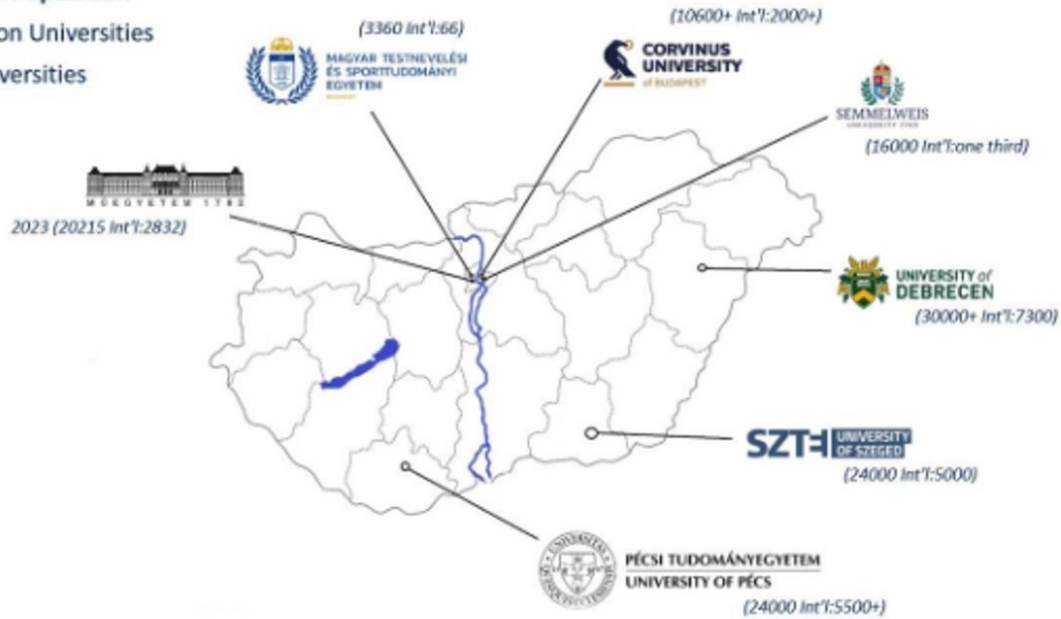 on Universities
versities
(3360 Int'l:66)
MAGYAR TESTNEVELÉSI
ÉS SPORTTUDOMÁNYI
EGYETEM
(10600+ Int'l:2000+)
CORVINUS
UNIVERSITY
of BUDAPEST
SEMMELWEIS
(16000 Int'l:one third)
MŰEGYETEM 1782
2023 (20215 Int'l:2832)
UNIVERSITY of
DEBRECEN
(30000+ Int'l:7300)
SZTE UNIVERSITY
OF SZEGED
(24000 Int'l:5000)
PÉCSI TUDOMÁNYEGYETEM
UNIVERSITY OF PÉCS
(24000 Int'l:5500+)